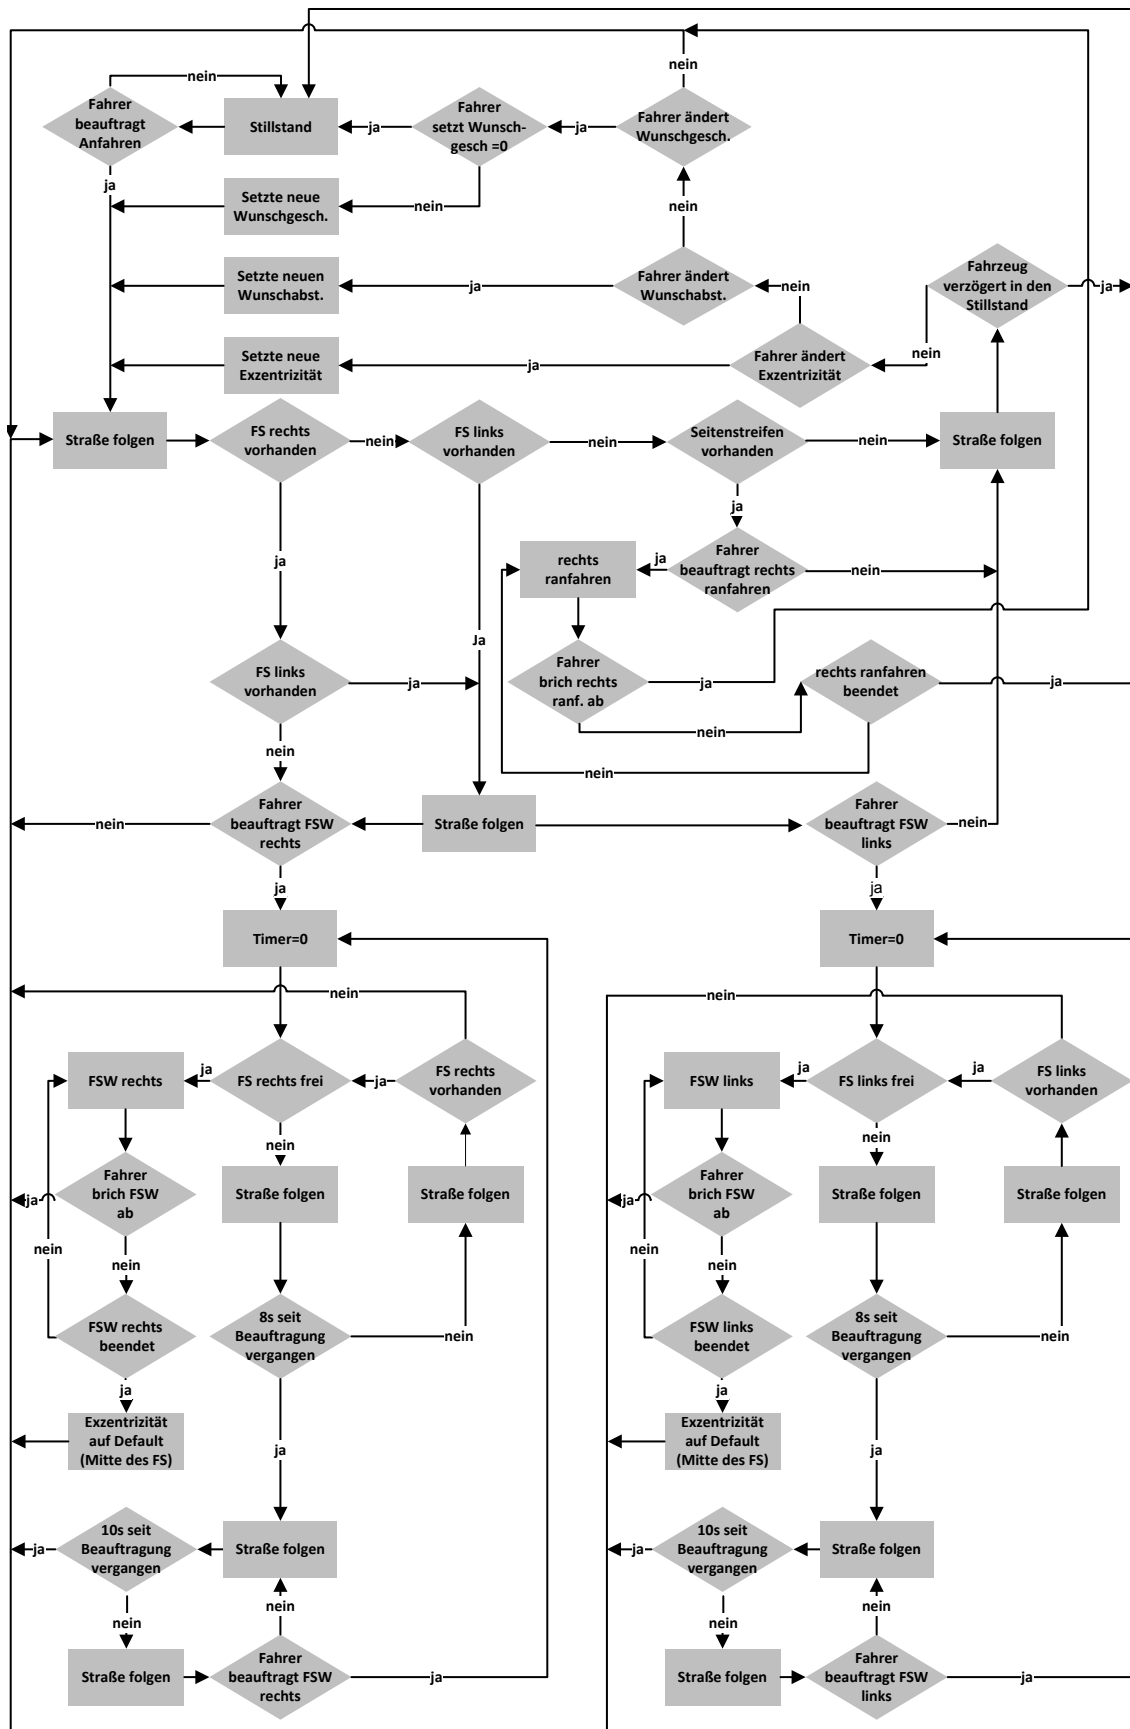 nein
nein
Fahrer
beauftragt
Anfahren
Stillstand
ja
Fahrer
setzt Wunsch-
gesch =0
ja
Fahrer ändert
Wunschgesch.
ja
Setzte neue
Wunschgesch.
nein
nein
Setzte neuen
Wunschabst.
ja
Fahrer ändert
Wunschabst.
nein
Fahrzeug
verzögert in den
Stillstand
ja
Setzte neue
Exzentrizität
ja
Fahrer ändert
Exzentrizität
nein
Straße folgen
FS rechts
vorhanden
nein
FS links
vorhanden
nein
Seitenstreifen
vorhanden
nein
Straße folgen
ja
ja
rechts
ranfahren
ja
Fahrer
beauftragt rechts
ranfahren
nein
Ja
FS links
vorhanden
ja
Fahrer
brich rechts
ranf. ab
ja
rechts ranfahren
beendet
ja
nein
nein
nein
nein
Fahrer
beauftragt FSW
rechts
Straße folgen
Fahrer
beauftragt FSW
links
nein
ja
ja
Timer=0
Timer=0
nein
nein
FSW rechts
ja
FS rechts frei
ja
FS rechts
vorhanden
FSW links
ja
FS links frei
ja
FS links
vorhanden
nein
nein
ja
Fahrer
brich FSW
ab
Straße folgen
Straße folgen
ja
Fahrer
brich FSW
ab
Straße folgen
Straße folgen
nein
nein
nein
nein
FSW rechts
beendet
8s seit
Beauftragung
vergangen
nein
FSW links
beendet
8s seit
Beauftragung
vergangen
nein
ja
ja
Exzentrizität
auf Default
(Mitte des FS)
ja
Exzentrizität
auf Default
(Mitte des FS)
ja
ja
10s seit
Beauftragung
vergangen
Straße folgen
ja
10s seit
Beauftragung
vergangen
Straße folgen
nein
nein
nein
nein
Straße folgen
Fahrer
beauftragt FSW
rechts
ja
Straße folgen
Fahrer
beauftragt FSW
links
ja